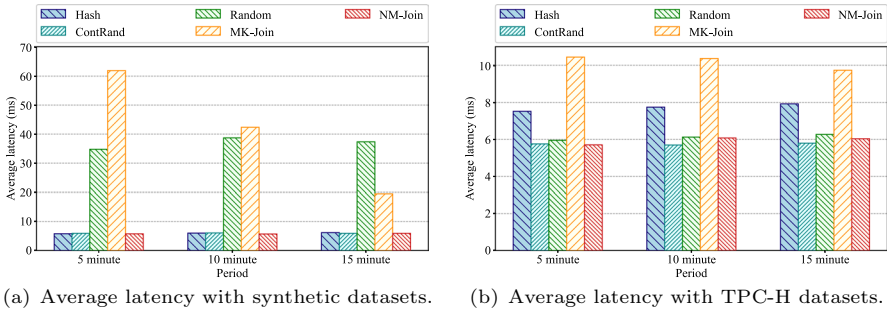 Hash Random NM-Join
ContRand MK-Join
70
60
50
40
30
20
10
0
Average latency (ms)
5 minute 10 minute 15 minute
Period
(a) Average latency with synthetic datasets.
Hash Random NM-Join
ContRand MK-Join
10
8
6
4
2
0
Average latency (ms)
5 minute 10 minute 15 minute
Period
(b) Average latency with TPC-H datasets.